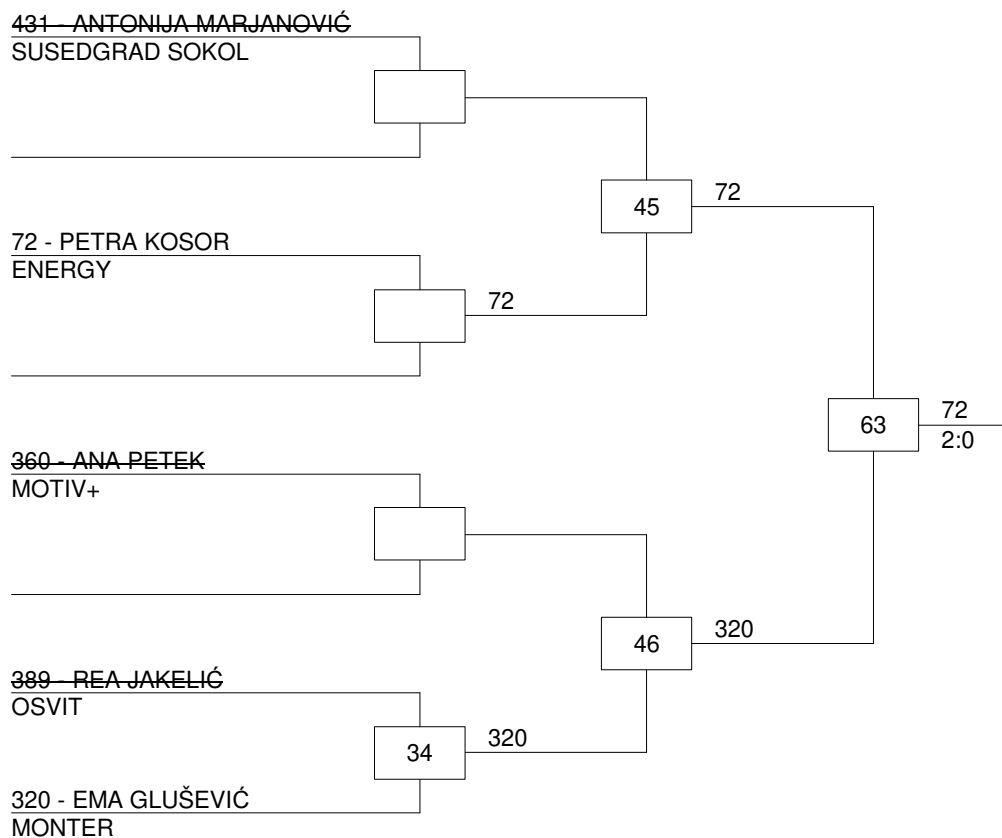 431 - ANTONIJA MARJANOVIĆ
SUSEDGRAD SOKOL
45
72
72 - PETRA KOSOR
ENERGY
72
63
72
2:0
360 - ANA PETEK
MOTIV+
46
320
389 - REA JAKELIĆ
OSVIT
34
320
320 - EMA GLUŠEVIĆ
MONTER